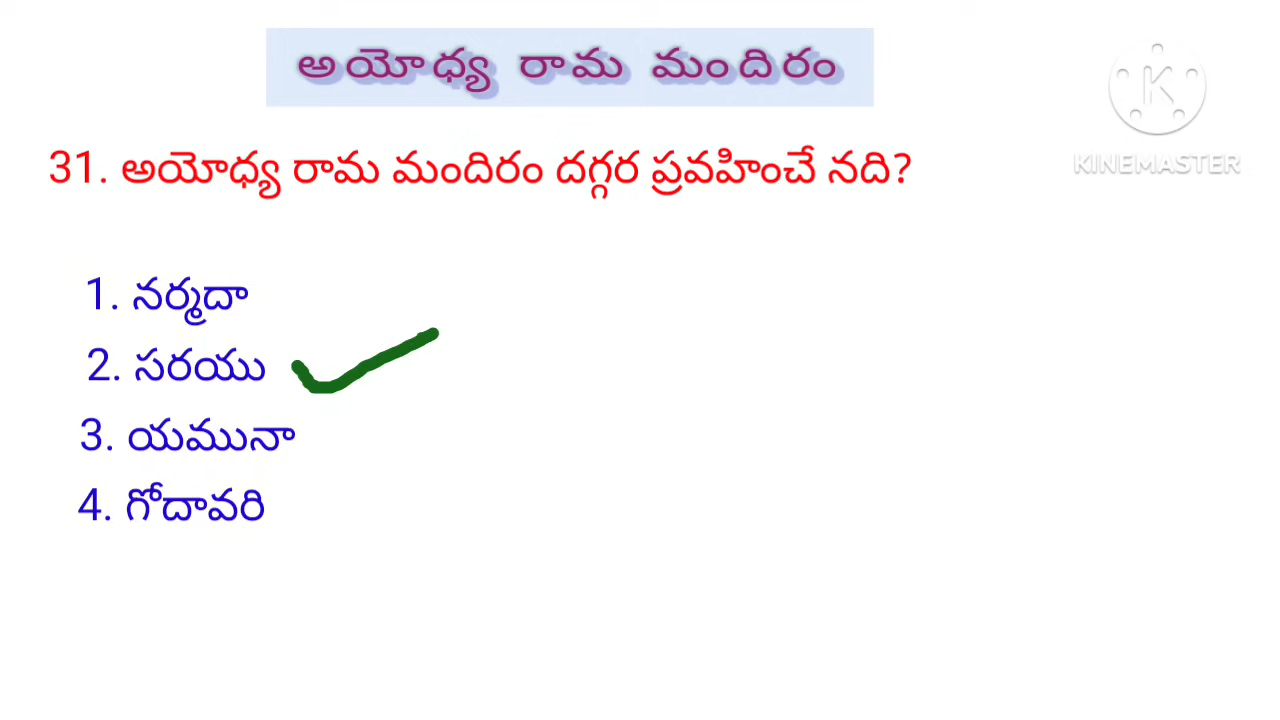 అయోధ్య రామ మందిరం
31. అయోధ్య రామ మందిరం దగ్గర ప్రవహించే నది?
1. నర్మదా
2. సరయు
3. యమునా
4. గోదావరి
K
KINEMASTER